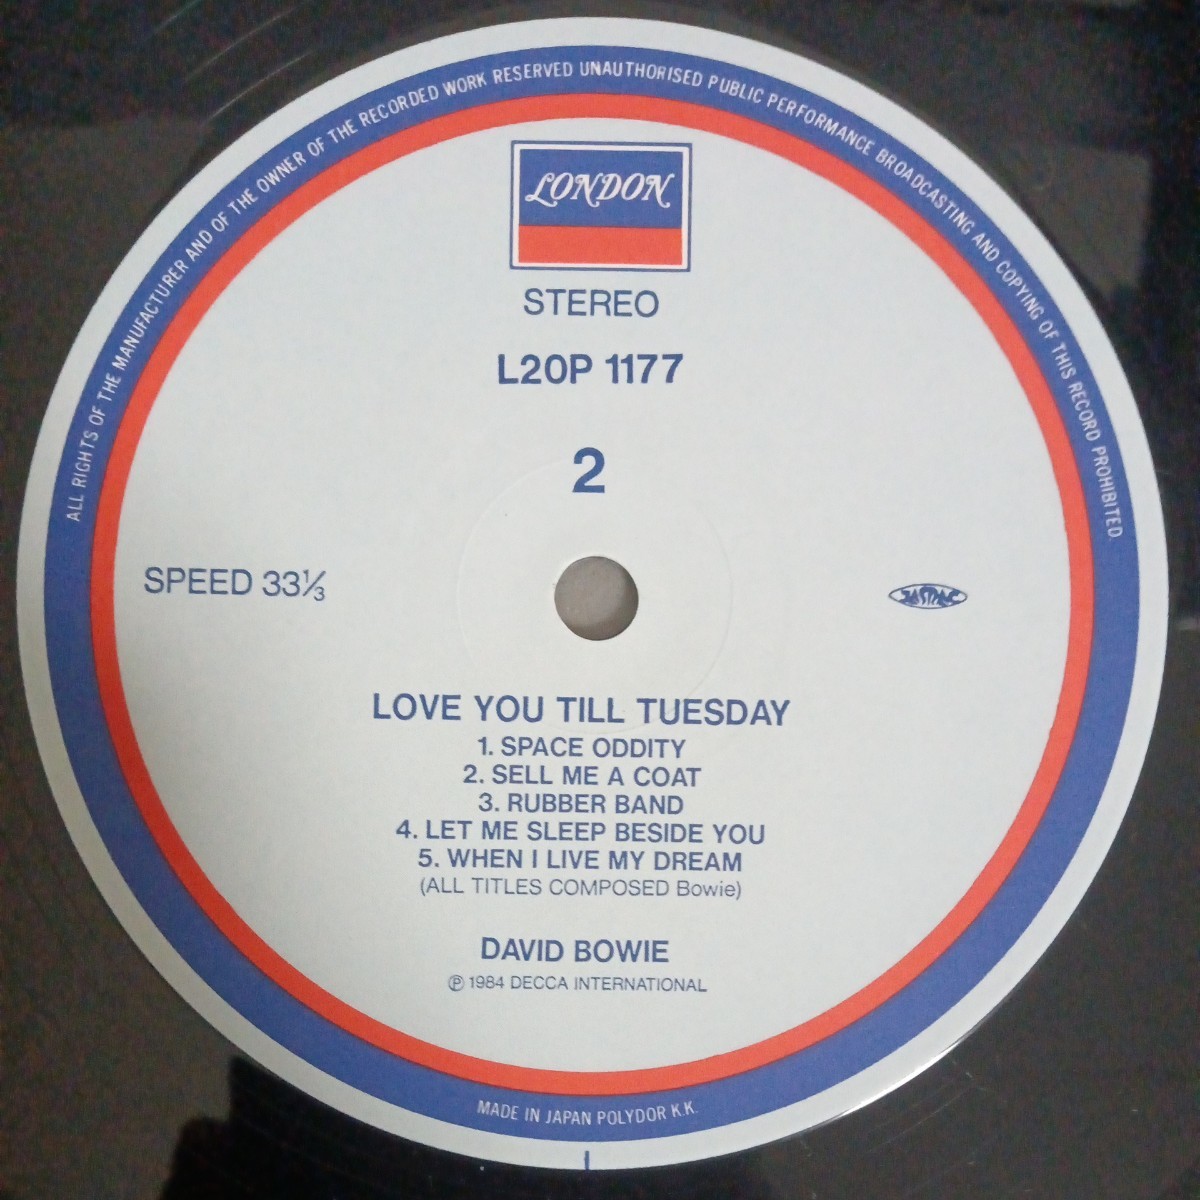 ALL RIGHTS OF THE MANUFACTURER AND OF THE OWNER OF THE RECORDED WORK RESERVED UNAUTHORISED PUBLIC PERFORMANCE BROADCASTING AND COPYING OF THIS RECORD PROHIBITED.
LONDON
STEREO
L20P 1177
2
SPEED 33⅓
JASRAC
LOVE YOU TILL TUESDAY
1. SPACE ODDITY
2. SELL ME A COAT
3. RUBBER BAND
4. LET ME SLEEP BESIDE YOU
5. WHEN I LIVE MY DREAM
(ALL TITLES COMPOSED Bowie)
DAVID BOWIE
℗ 1984 DECCA INTERNATIONAL
MADE IN JAPAN POLYDOR K.K.